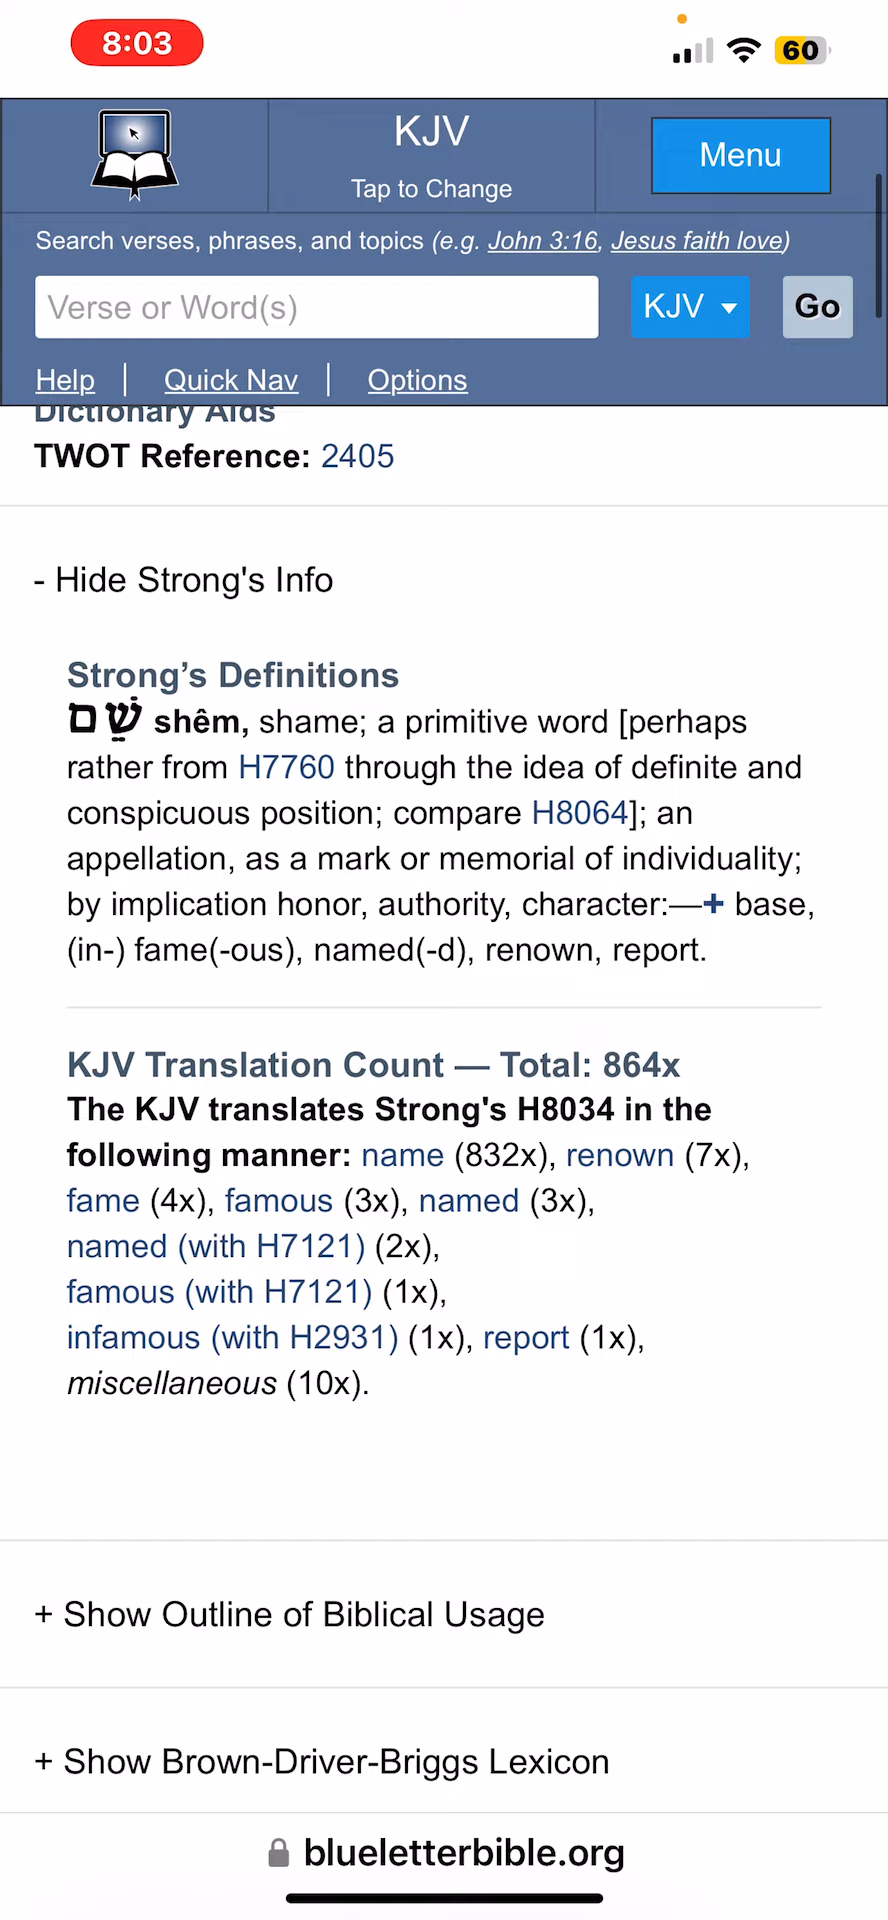 8:03
60
KJV
Tap to Change
Menu
Search verses, phrases, and topics (e.g. John 3:16, Jesus faith love)
Verse or Word(s)
KJV
Go
Help | Quick Nav | Options
Dictionary Aids
TWOT Reference: 2405
- Hide Strong's Info
Strong’s Definitions
שֵׁם shêm, shame; a primitive word [perhaps
rather from H7760 through the idea of definite and
conspicuous position; compare H8064]; an
appellation, as a mark or memorial of individuality;
by implication honor, authority, character:—+ base,
(in-) fame(-ous), named(-d), renown, report.
KJV Translation Count — Total: 864x
The KJV translates Strong's H8034 in the
following manner: name (832x), renown (7x),
fame (4x), famous (3x), named (3x),
named (with H7121) (2x),
famous (with H7121) (1x),
infamous (with H2931) (1x), report (1x),
miscellaneous (10x).
+ Show Outline of Biblical Usage
+ Show Brown-Driver-Briggs Lexicon
blueletterbible.org